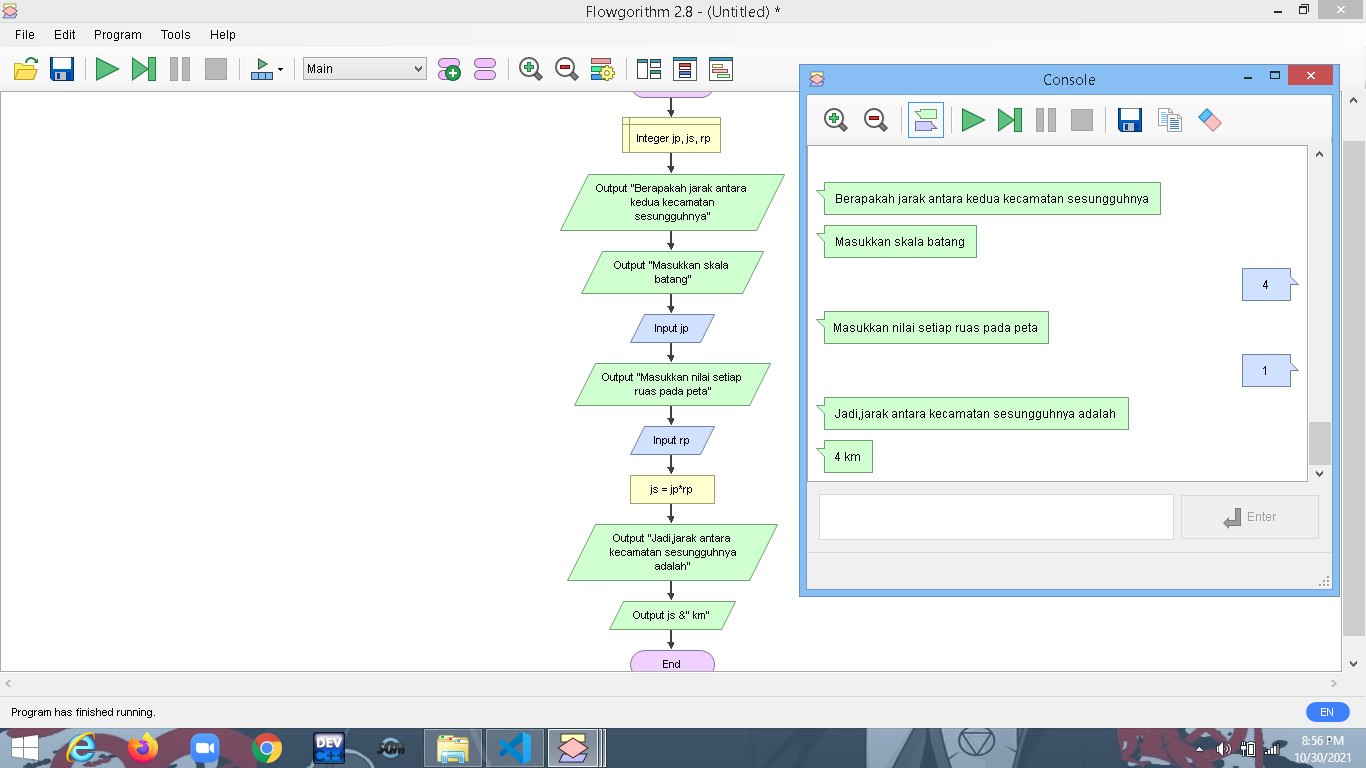 Flowgorithm 2.8 - (Untitled) *
File Edit Program Tools Help
Main
Integer jp, js, rp
Output "Berapakah jarak antara
kedua kecamatan
sesungguhnya"
Output "Masukkan skala
batang"
Input jp
Output "Masukkan nilai setiap
ruas pada peta"
Input rp
js = jp*rp
Output "Jadi,jarak antara
kecamatan sesungguhnya
adalah"
Output js &" km"
End
Console
Berapakah jarak antara kedua kecamatan sesungguhnya
Masukkan skala batang
4
Masukkan nilai setiap ruas pada peta
1
Jadi,jarak antara kecamatan sesungguhnya adalah
4 km
Enter
Program has finished running.
EN
DEV
C++
8:56 PM
10/30/2021